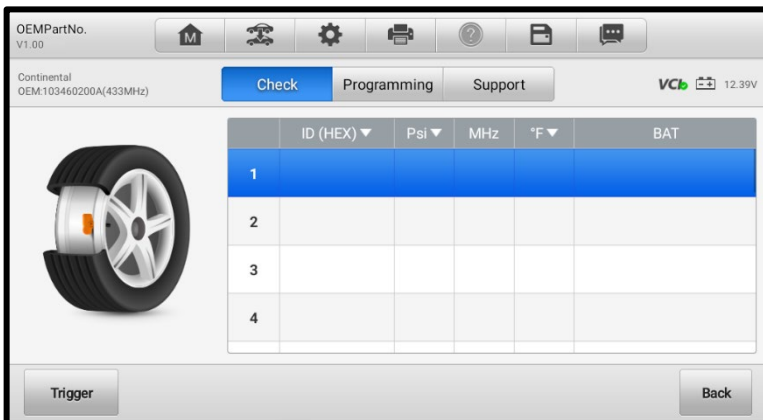 OEMPartNo.
V1.00
M
Continental
OEM:103460200A(433MHz)
Check Programming Support
VCI 12.39V
ID (HEX) ▼ Psi ▼ MHz °F ▼ BAT
1
2
3
4
Trigger Back